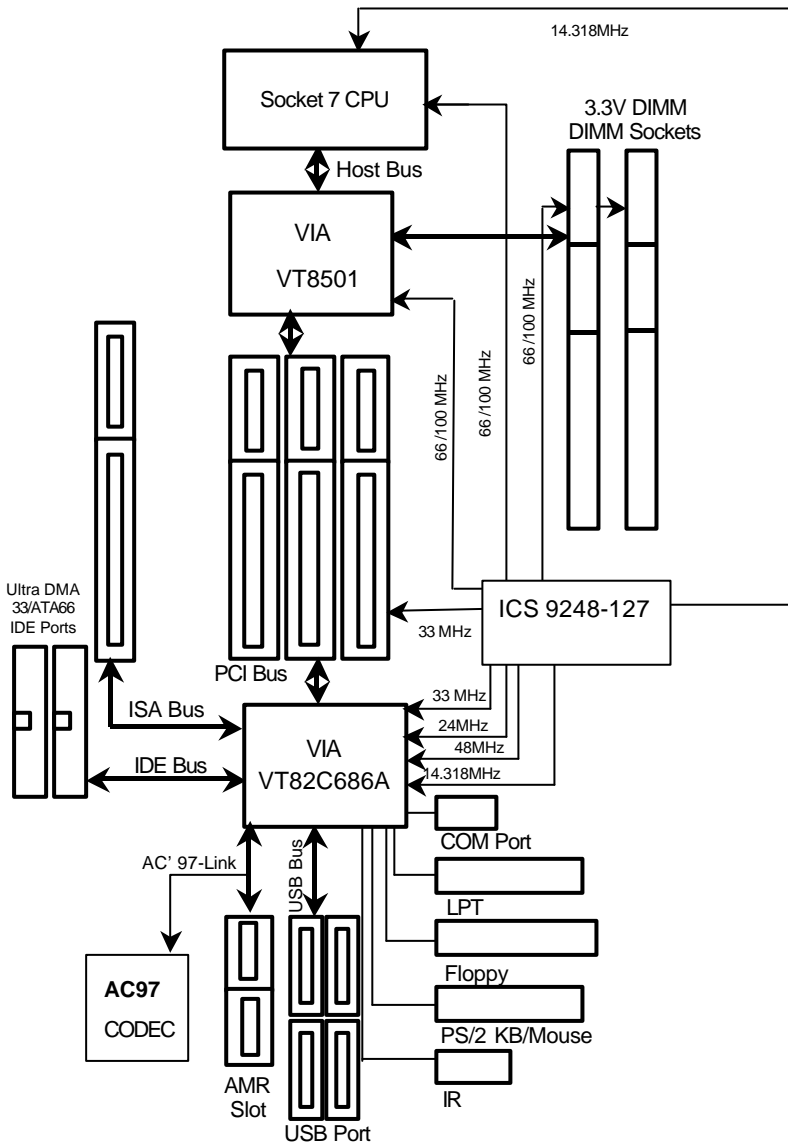 14.318MHz
Socket 7 CPU
3.3V DIMM
DIMM Sockets
Host Bus
VIA
VT8501
66/100 MHz
66/100 MHz
66/100 MHz
Ultra DMA
33/ATA66
IDE Ports
ICS 9248-127
33 MHz
PCI Bus
ISA Bus
33 MHz
24MHz
48MHz
14.318MHz
IDE Bus
VIA
VT82C686A
COM Port
AC' 97-Link
USB Bus
LPT
Floppy
AC97
CODEC
PS/2 KB/Mouse
AMR
Slot
IR
USB Port